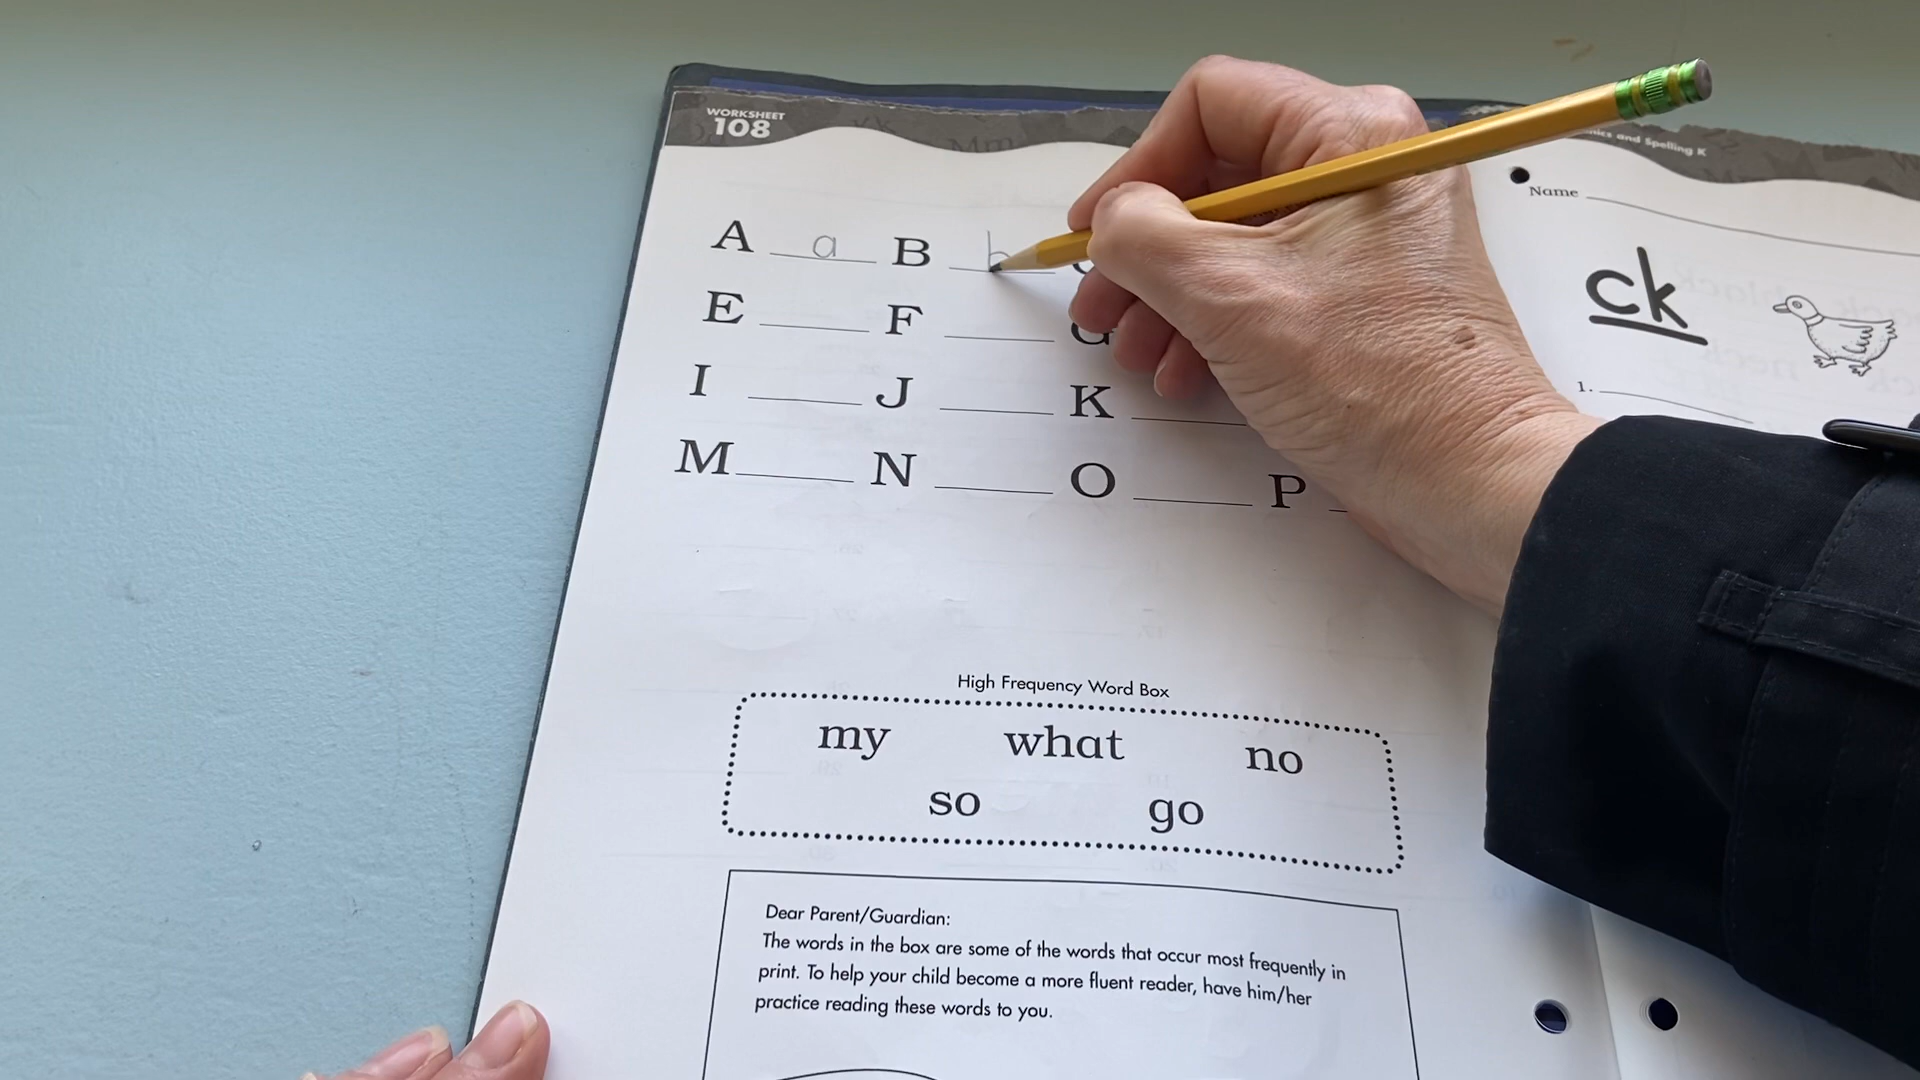 WORKSHEET
108
A a B b
E F G
I J K
M N O P
High Frequency Word Box
my what no
so go
Dear Parent/Guardian:
The words in the box are some of the words that occur most frequently in
print. To help your child become a more fluent reader, have him/her
practice reading these words to you.
and Spelling K
Name
ck
1.